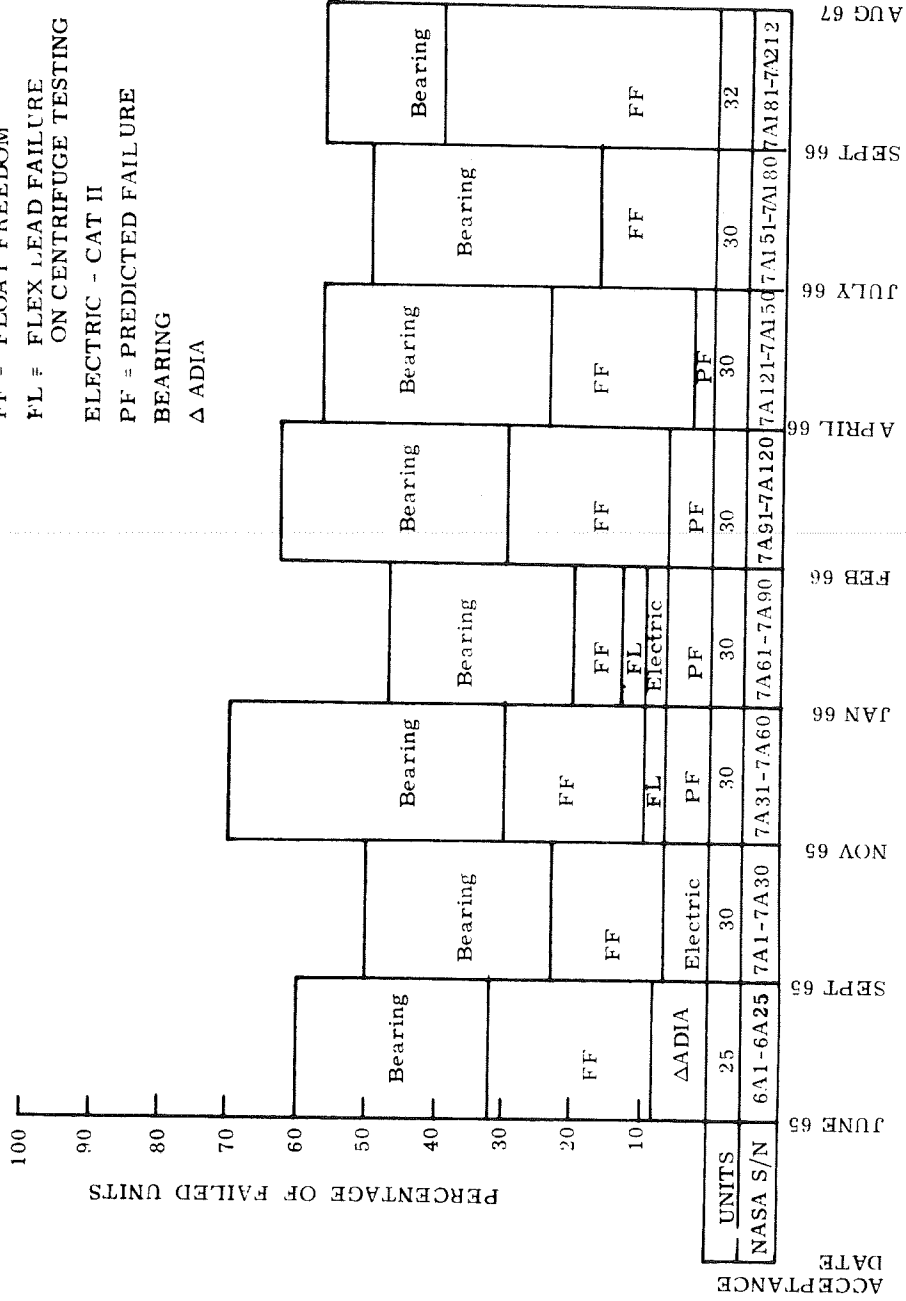 FF = FLOAT FREEDOM
FL = FLEX LEAD FAILURE
ON CENTRIFUGE TESTING
ELECTRIC - CAT II
PF = PREDICTED FAILURE
BEARING
Δ ADIA
PERCENTAGE OF FAILED UNITS
100
90
80
70
60
50
40
30
20
10
Bearing
FF
ΔADIA
Bearing
FF
Electric
Bearing
FF
FL
PF
Bearing
FF
FL
Electric
PF
Bearing
FF
PF
Bearing
FF
PF
Bearing
FF
Bearing
FF
UNITS 25 30 30 30 30 30 30 32
NASA S/N 6A1-6A25 7A1-7A30 7A31-7A60 7A61-7A90 7A91-7A120 7A121-7A150 7A151-7A180 7A181-7A212
ACCEPTANCE
DATE
JUNE 65 SEPT 65 NOV 65 JAN 66 FEB 66 APRIL 66 JULY 66 SEPT 66 AUG 67